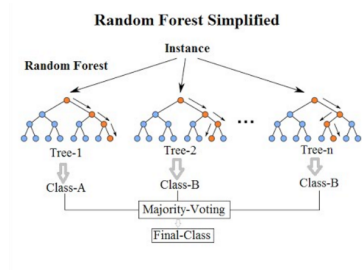 Random Forest Simplified
Instance
Random Forest
Tree-1
Tree-2
...
Tree-n
Class-A
Class-B
Class-B
Majority-Voting
Final-Class